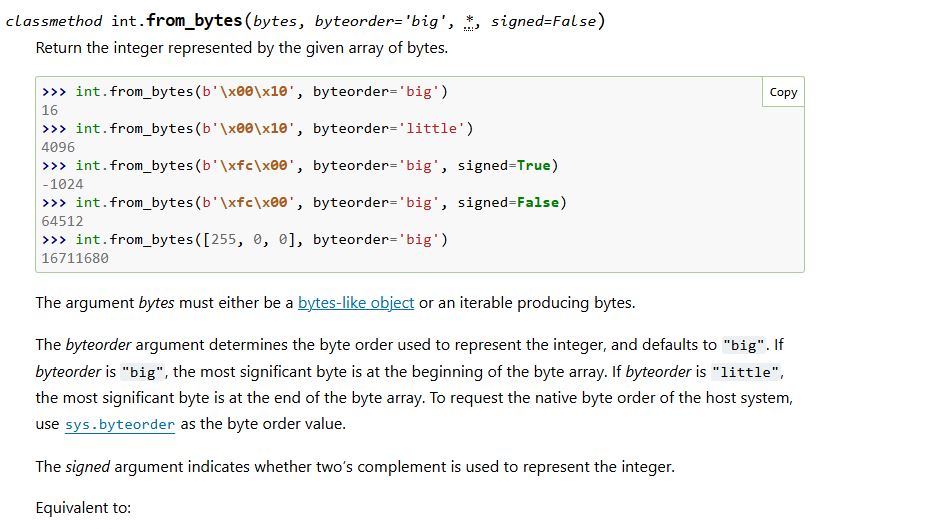 classmethod int.from_bytes(bytes, byteorder='big', *, signed=False)
Return the integer represented by the given array of bytes.
>>> int.from_bytes(b'\x00\x10', byteorder='big')
Copy
16
>>> int.from_bytes(b'\x00\x10', byteorder='little')
4096
>>> int.from_bytes(b'\xfc\x00', byteorder='big', signed=True)
-1024
>>> int.from_bytes(b'\xfc\x00', byteorder='big', signed=False)
64512
>>> int.from_bytes([255, 0, 0], byteorder='big')
16711680
The argument bytes must either be a bytes-like object or an iterable producing bytes.
The byteorder argument determines the byte order used to represent the integer, and defaults to "big". If
byteorder is "big", the most significant byte is at the beginning of the byte array. If byteorder is "little",
the most significant byte is at the end of the byte array. To request the native byte order of the host system,
use sys.byteorder as the byte order value.
The signed argument indicates whether two’s complement is used to represent the integer.
Equivalent to: